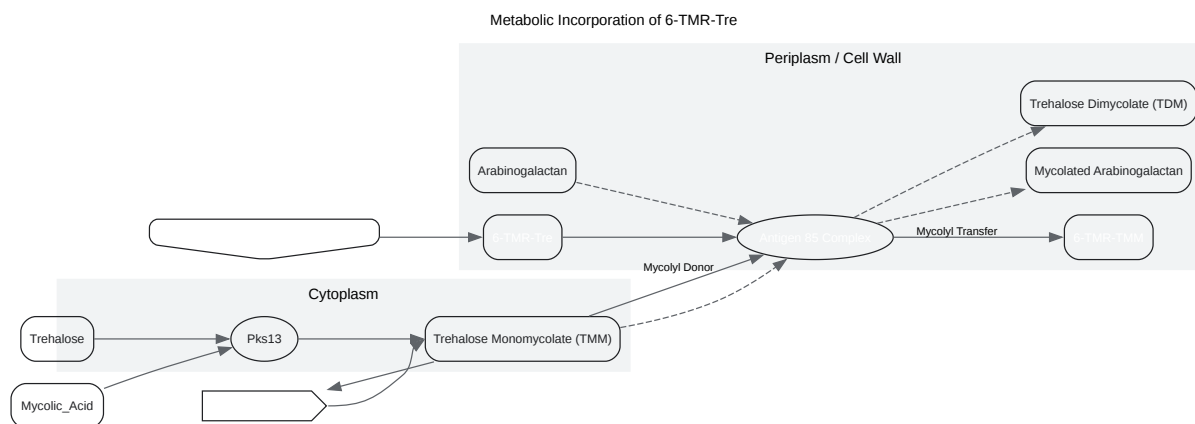 Metabolic Incorporation of 6-TMR-Tre
Periplasm / Cell Wall
Trehalose Dimycolate (TDM)
Arabinogalactan
Mycolated Arabinogalactan
6-TMR-Tre
Antigen 85 Complex
Mycolyl Transfer
6-TMR-TMM
Mycolyl Donor
Cytoplasm
Trehalose
Pks13
Trehalose Monomycolate (TMM)
Mycolic_Acid